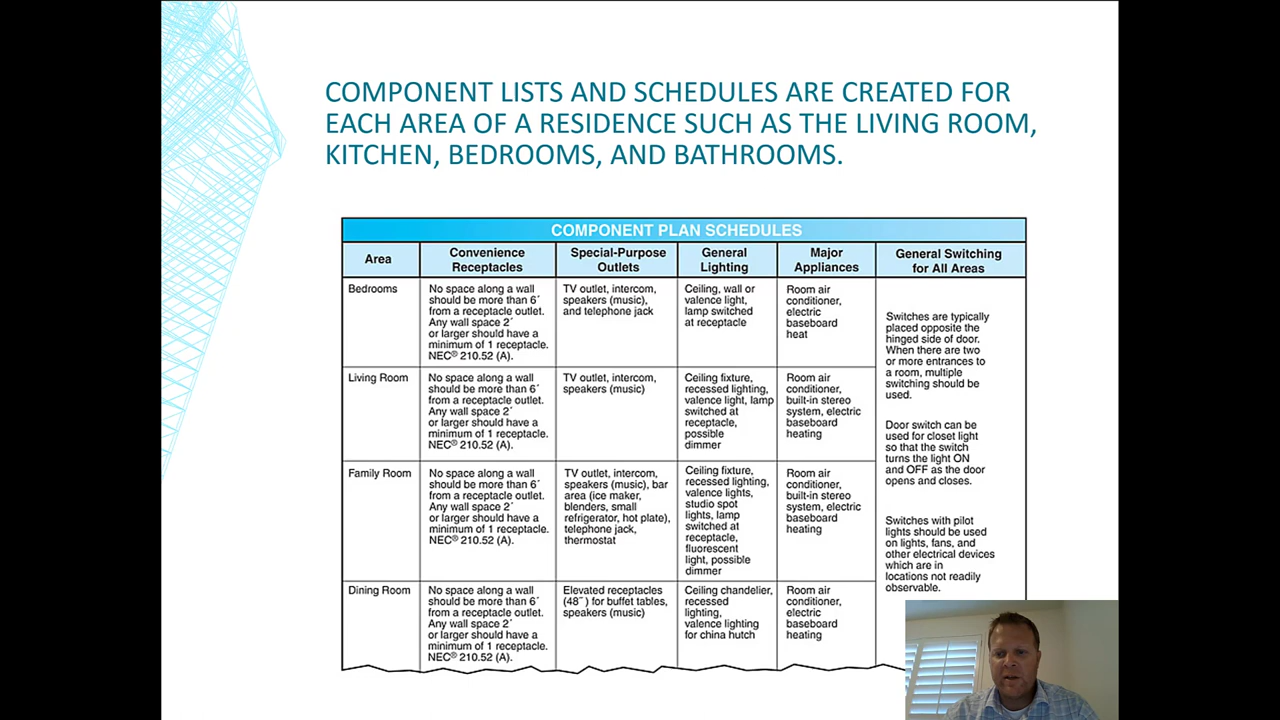 COMPONENT LISTS AND SCHEDULES ARE CREATED FOR
EACH AREA OF A RESIDENCE SUCH AS THE LIVING ROOM,
KITCHEN, BEDROOMS, AND BATHROOMS.
COMPONENT PLAN SCHEDULES
Area
Convenience
Receptacles
Special-Purpose
Outlets
General
Lighting
Major
Appliances
General Switching
for All Areas
Bedrooms
No space along a wall
should be more than 6′
from a receptacle outlet.
Any wall space 2′
or larger should have a
minimum of 1 receptacle.
NEC® 210.52 (A).
TV outlet, intercom,
speakers (music),
and telephone jack
Ceiling, wall or
valence light,
lamp switched
at receptacle
Room air
conditioner,
electric
baseboard
heat
Living Room
No space along a wall
should be more than 6′
from a receptacle outlet.
Any wall space 2′
or larger should have a
minimum of 1 receptacle.
NEC® 210.52 (A).
TV outlet, intercom,
speakers (music)
Ceiling fixture,
recessed lighting,
valence light, lamp
switched at
receptacle,
possible
dimmer
Room air
conditioner,
built-in stereo
system, electric
baseboard
heating
Family Room
No space along a wall
should be more than 6′
from a receptacle outlet.
Any wall space 2′
or larger should have a
minimum of 1 receptacle.
NEC® 210.52 (A).
TV outlet, intercom,
speakers (music), bar
area (ice maker,
blenders, small
refrigerator, hot plate),
telephone jack,
thermostat
Ceiling fixture,
recessed lighting,
valence lights,
studio spot
lights, lamp
switched at
receptacle,
fluorescent
light, possible
dimmer
Room air
conditioner,
built-in stereo
system, electric
baseboard
heating
Dining Room
No space along a wall
should be more than 6′
from a receptacle outlet.
Any wall space 2′
or larger should have a
minimum of 1 receptacle.
NEC® 210.52 (A).
Elevated receptacles
(48″) for buffet tables,
speakers (music)
Ceiling chandelier,
recessed
lighting,
valence lighting
for china hutch
Room air
conditioner,
electric
baseboard
heating
Switches are typically
placed opposite the
hinged side of door.
When there are two
or more entrances to
a room, multiple
switching should be
used.
Door switch can be
used for closet light
so that the switch
turns the light ON
and OFF as the door
opens and closes.
Switches with pilot
lights should be used
on lights, fans, and
other electrical devices
which are in
locations not readily
observable.